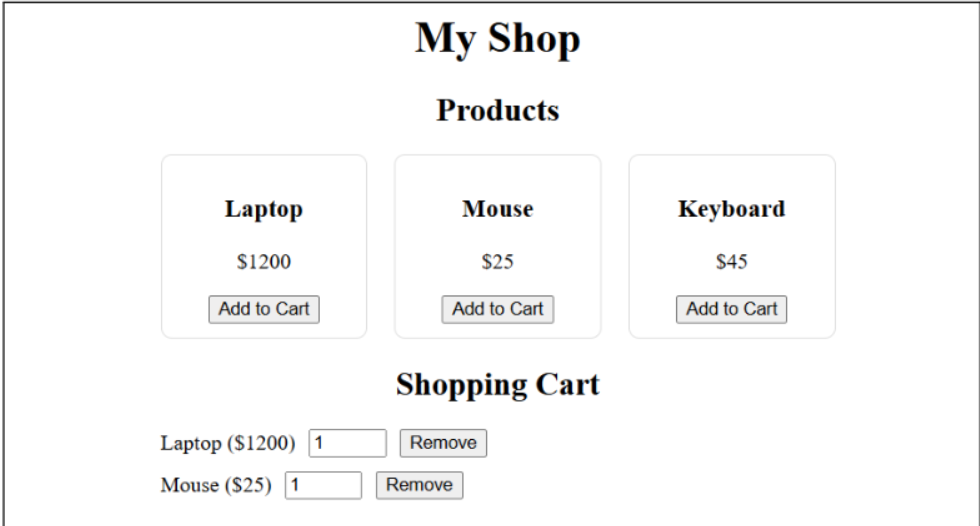 My Shop
Products
Laptop Mouse Keyboard
$1200 $25 $45
Add to Cart Add to Cart Add to Cart
Shopping Cart
Laptop ($1200) 1 Remove
Mouse ($25) 1 Remove